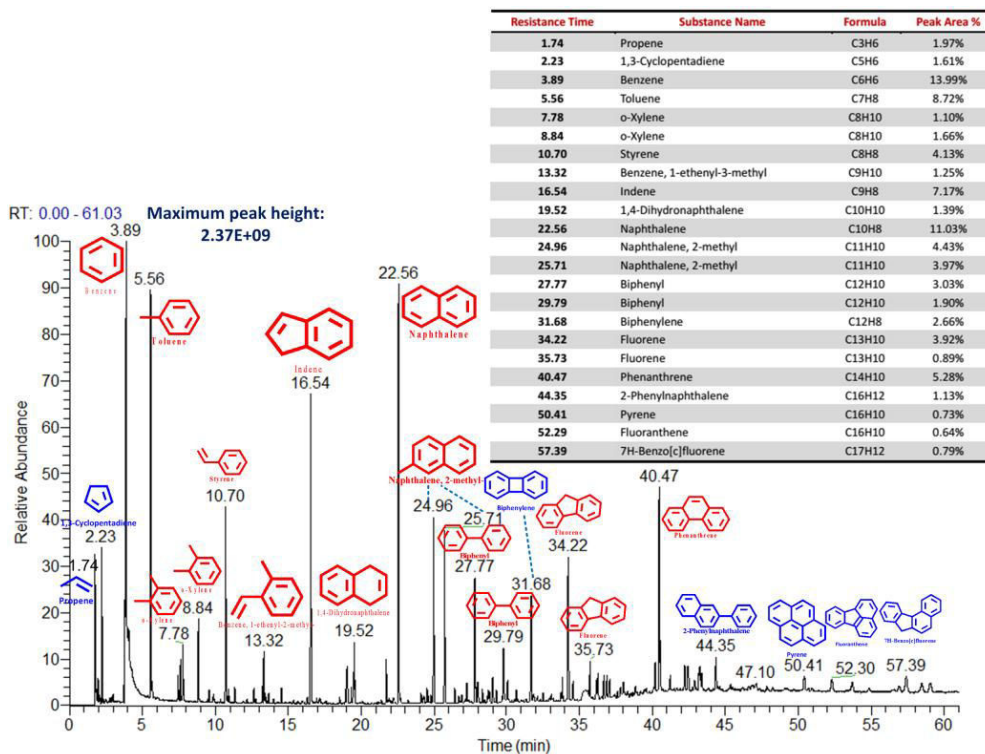 Resistance Time Substance Name Formula Peak Area %
1.74 Propene C3H6 1.97%
2.23 1,3-Cyclopentadiene C5H6 1.61%
3.89 Benzene C6H6 13.99%
5.56 Toluene C7H8 8.72%
7.78 o-Xylene C8H10 1.10%
8.84 o-Xylene C8H10 1.66%
10.70 Styrene C8H8 4.13%
13.32 Benzene, 1-ethenyl-3-methyl C9H10 1.25%
16.54 Indene C9H8 7.17%
19.52 1,4-Dihydronaphthalene C10H10 1.39%
22.56 Naphthalene C10H8 11.03%
24.96 Naphthalene, 2-methyl C11H10 4.43%
25.71 Naphthalene, 2-methyl C11H10 3.97%
27.77 Biphenyl C12H10 3.03%
29.79 Biphenyl C12H10 1.90%
31.68 Biphenylene C12H8 2.66%
34.22 Fluorene C13H10 3.92%
35.73 Fluorene C13H10 0.89%
40.47 Phenanthrene C14H10 5.28%
44.35 2-Phenylnaphthalene C16H12 1.13%
50.41 Pyrene C16H10 0.73%
52.29 Fluoranthene C16H10 0.64%
57.39 7H-Benzo[c]fluorene C17H12 0.79%
RT: 0.00 - 61.03
Maximum peak height:
2.37E+09
Relative Abundance
100
90
80
70
60
50
40
30
20
10
0
3.89
5.56
Toluene
22.56
Naphthalene
Indene
16.54
Styrene
10.70
Naphthalene, 2-methyl-
24.96
25.71
Biphenylene
Biphenyl
27.77
31.68
Fluorene
34.22
40.47
Phenanthrene
1,3-Cyclopentadiene
2.23
1.74
Propene
o-Xylene
7.78
o-Xylene
8.84
Benzene, 1-ethenyl-2-methyl-
13.32
1,4-Dihydronaphthalene
19.52
Biphenyl
29.79
Fluorene
35.73
2-Phenylnaphthalene
44.35
47.10
Pyrene
50.41
Fluoranthene
52.30
7H-Benzo[c]fluorene
57.39
0 5 10 15 20 25 30 35 40 45 50 55 60
Time (min)